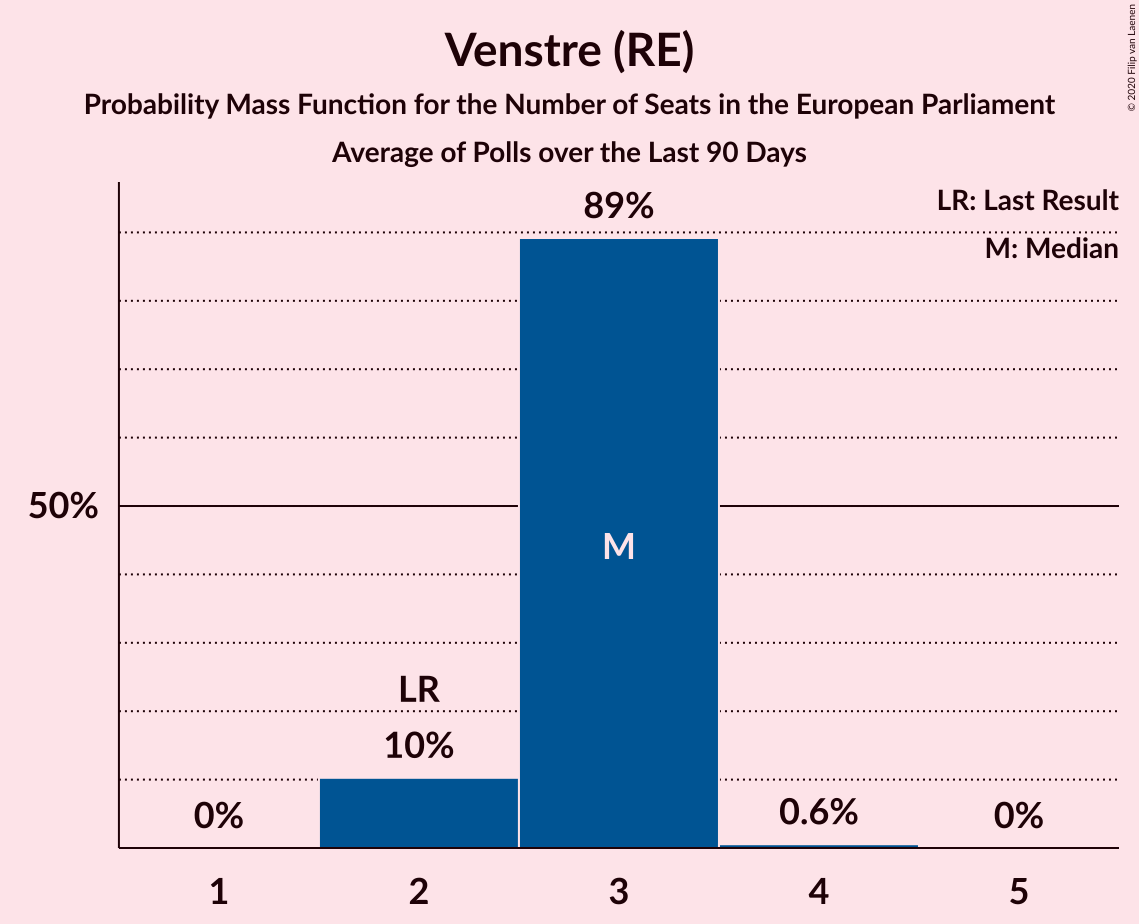 Venstre (RE)
Probability Mass Function for the Number of Seats in the European Parliament
Average of Polls over the Last 90 Days
© 2020 Filip van Laenen
LR: Last Result
M: Median
89%
50%
M
LR
10%
0%
0.6%
0%
1 2 3 4 5